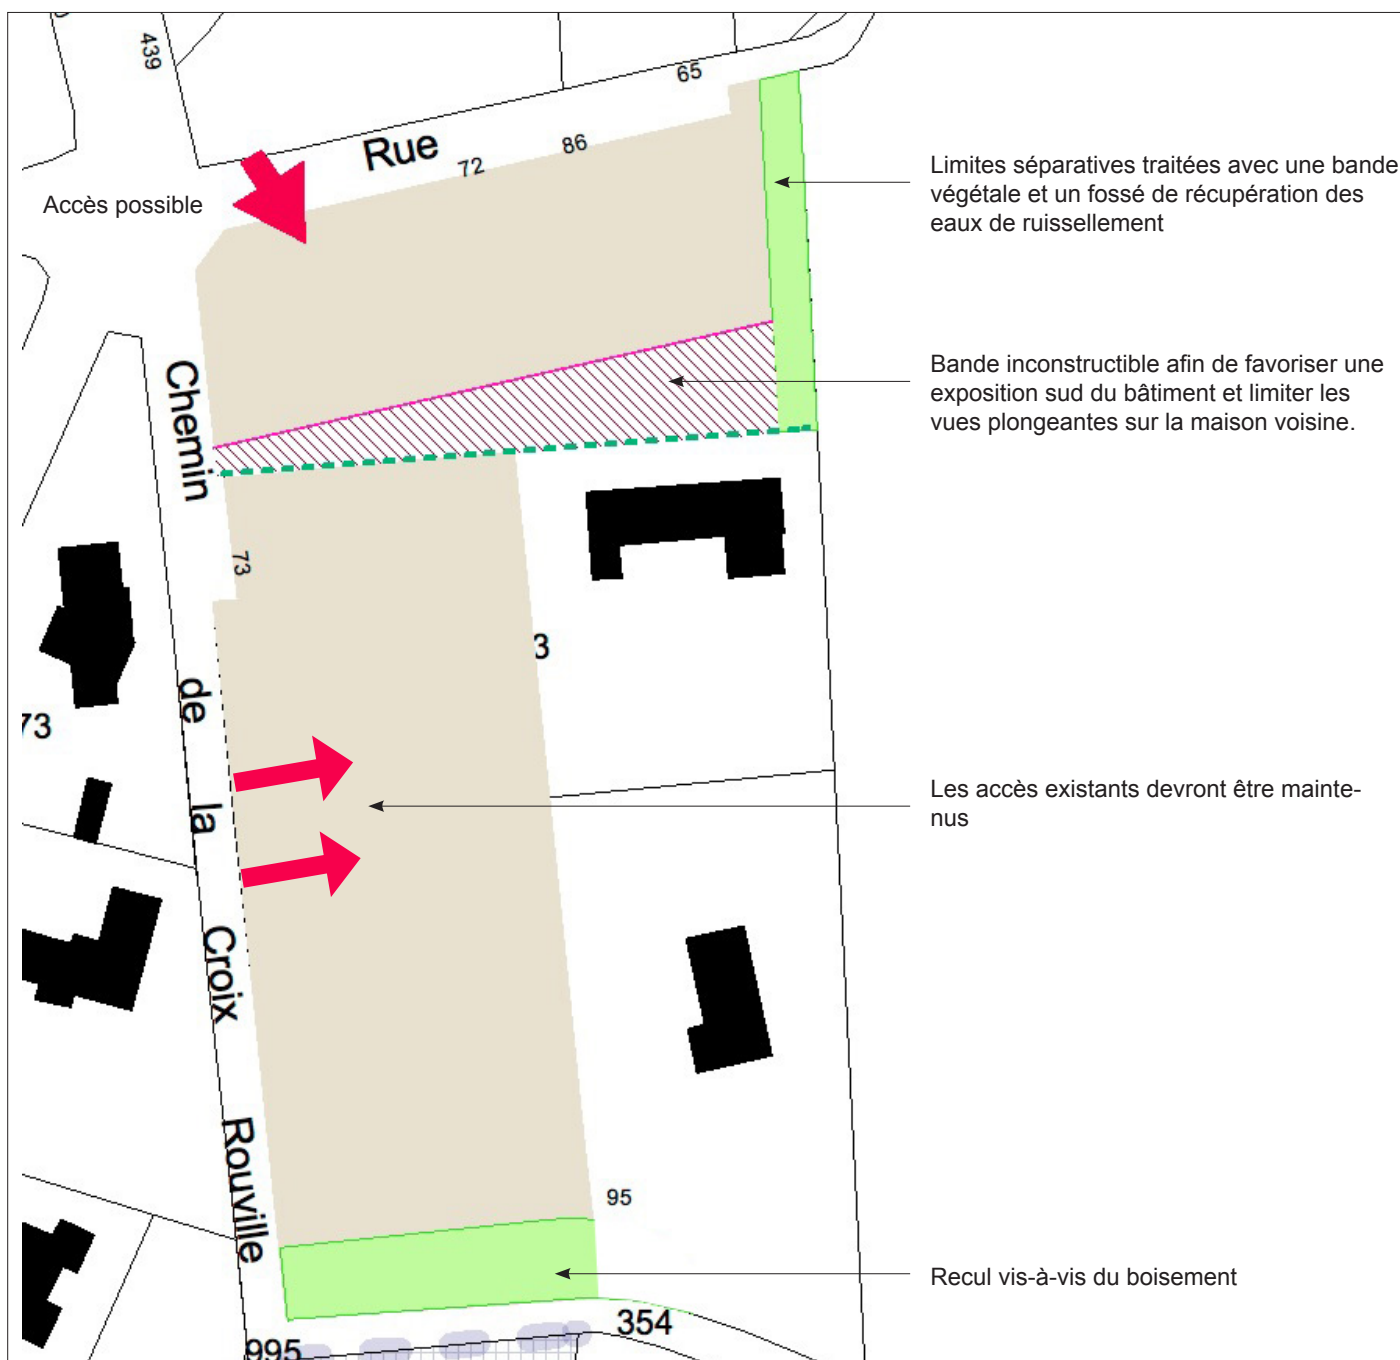 439
65
Rue
86
72
Accès possible
Limites séparatives traitées avec une bande
végétale et un fossé de récupération des
eaux de ruissellement
Bande inconstructible afin de favoriser une
exposition sud du bâtiment et limiter les
vues plongeantes sur la maison voisine.
Chemin de la Croix Rouville
73
3
73
Les accès existants devront être mainte-
nus
95
Recul vis-à-vis du boisement
354
995